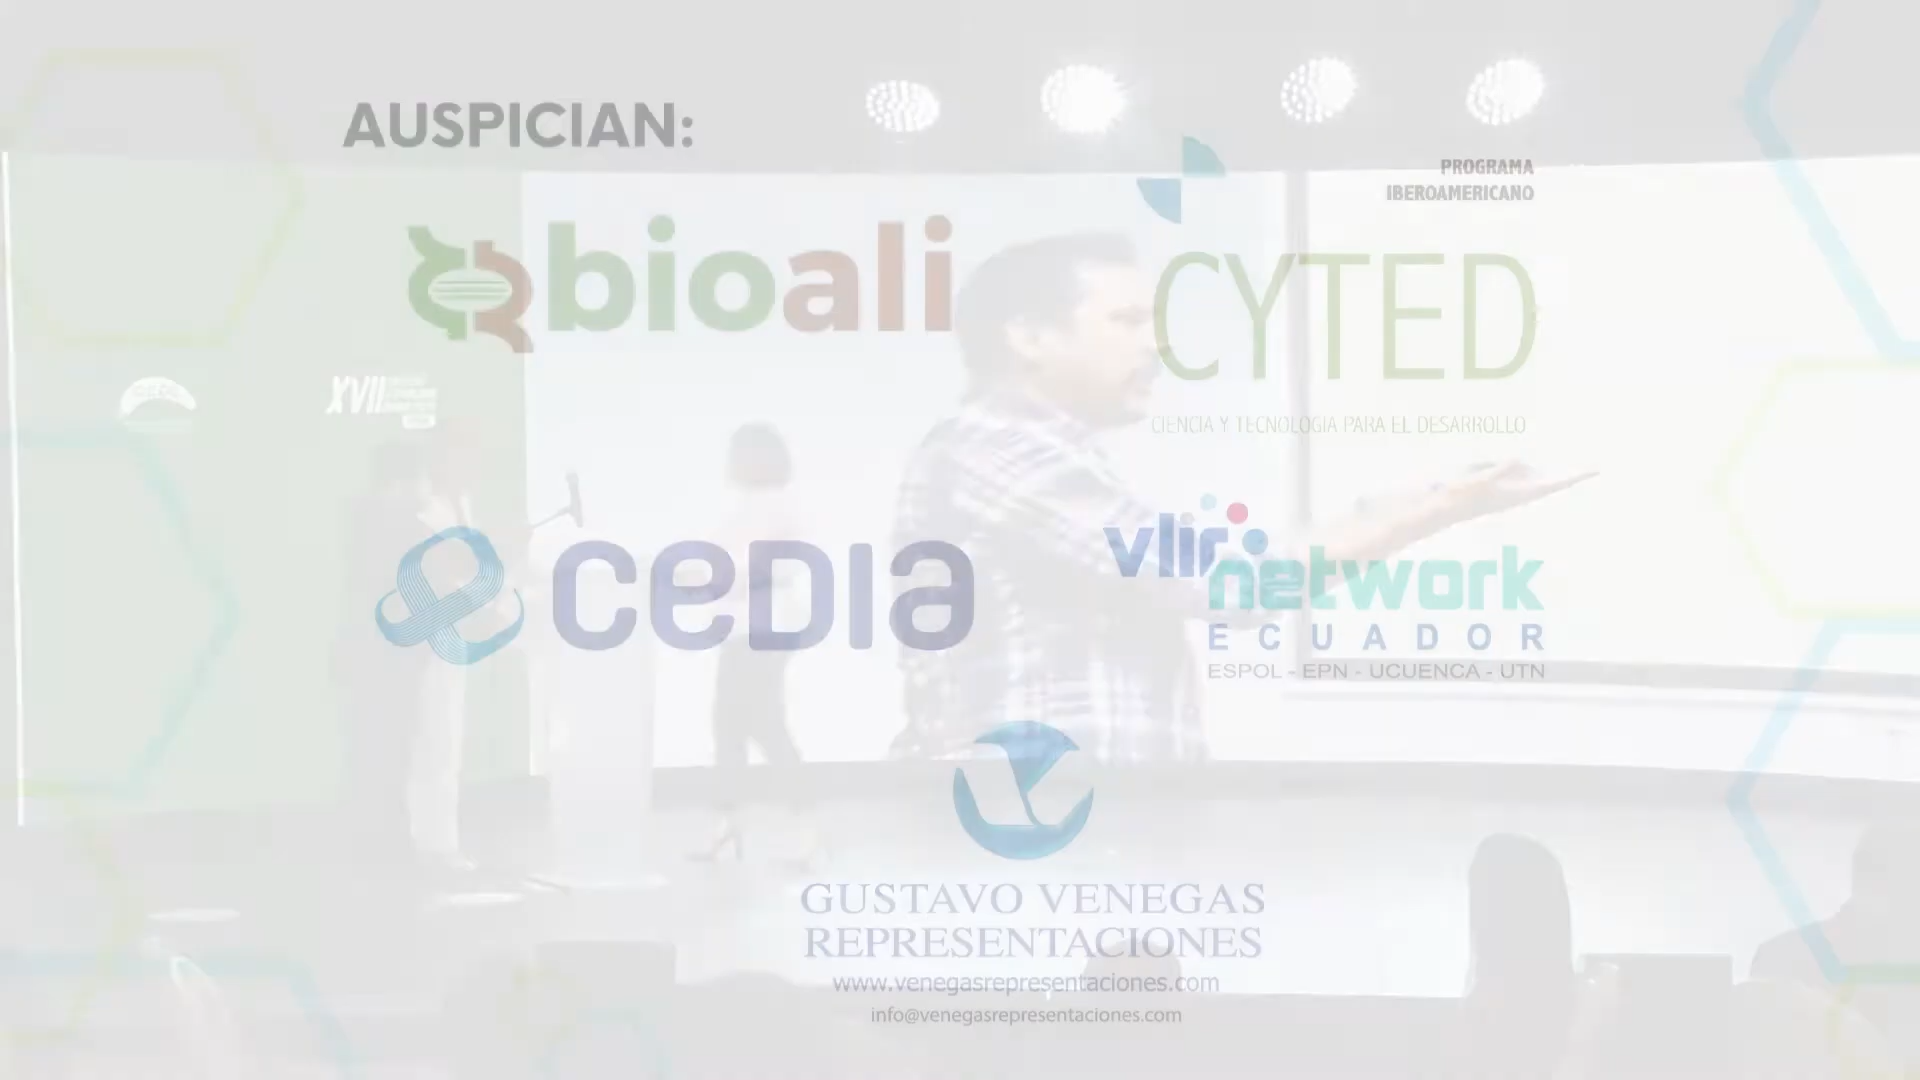 AUSPICIAN:
bioali
PROGRAMA
IBEROAMERICANO
CYTED
CIENCIA Y TECNOLOGIA PARA EL DESARROLLO
XVII
cedia
vlir
network
ECUADOR
ESPOL - EPN - UCUENCA - UTN
GUSTAVO VENEGAS
REPRESENTACIONES
www.venegasrepresentaciones.com
info@venegasrepresentaciones.com